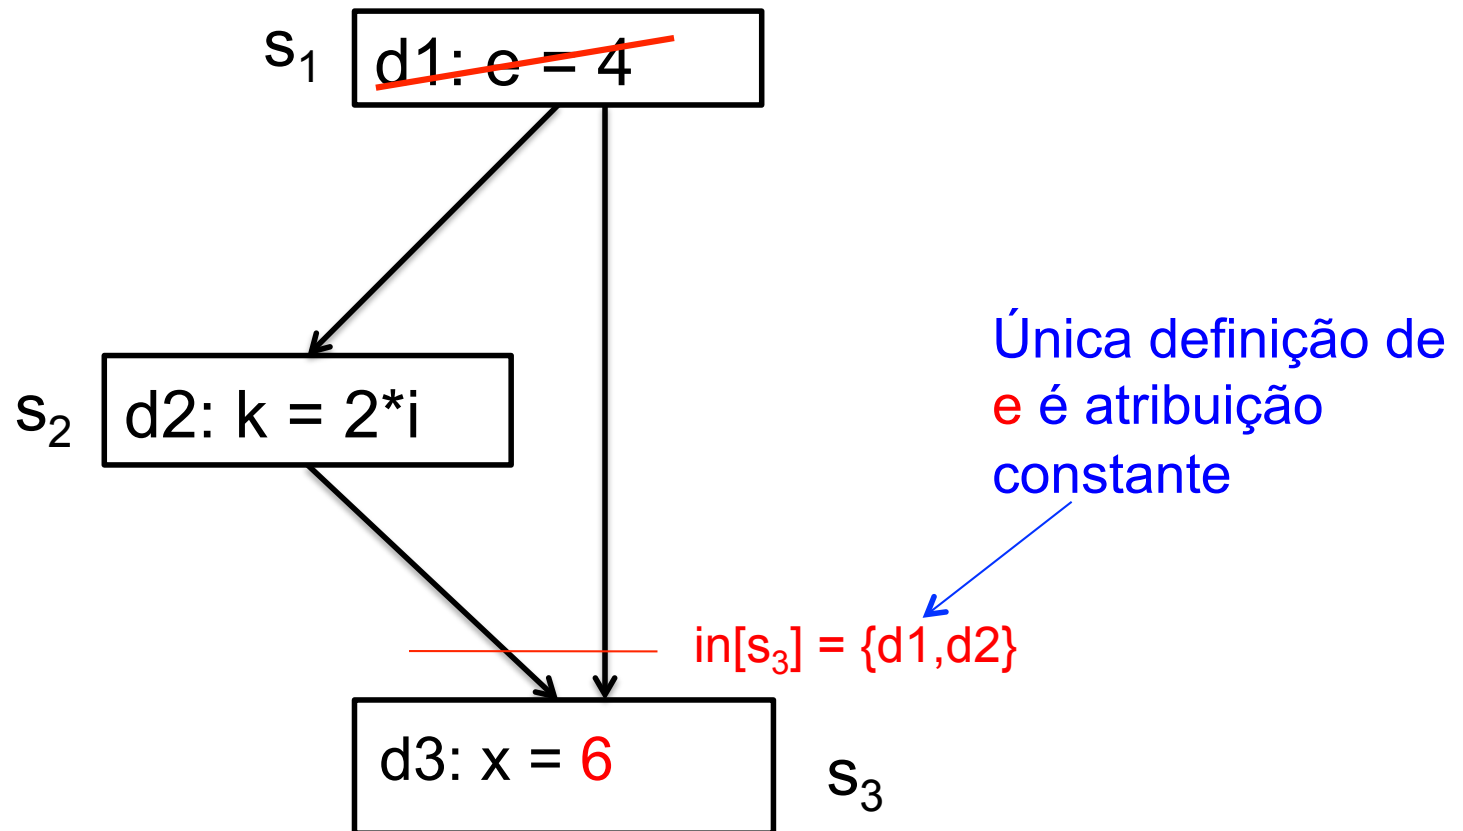 s₁
d1: e = 4
s₂
d2: k = 2*i
Única definição de
e é atribuição
constante
in[s₃] = {d1,d2}
d3: x = 6
s₃